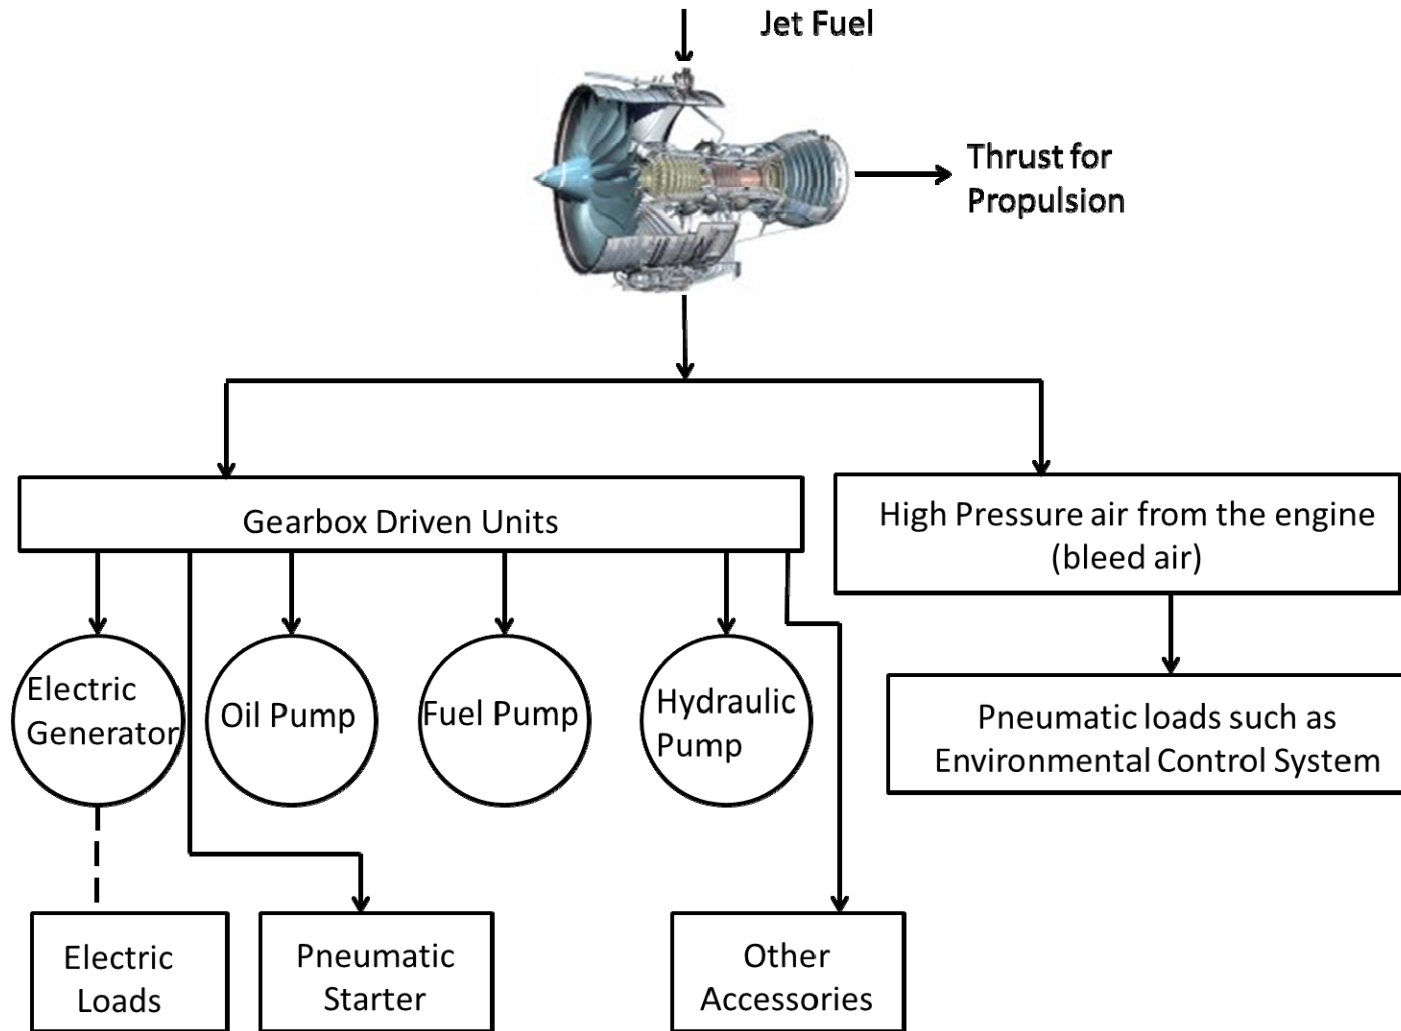 Jet Fuel
Thrust for
Propulsion
Gearbox Driven Units
High Pressure air from the engine
(bleed air)
Electric
Generator
Oil Pump
Fuel Pump
Hydraulic
Pump
Pneumatic loads such as
Environmental Control System
Electric
Loads
Pneumatic
Starter
Other
Accessories